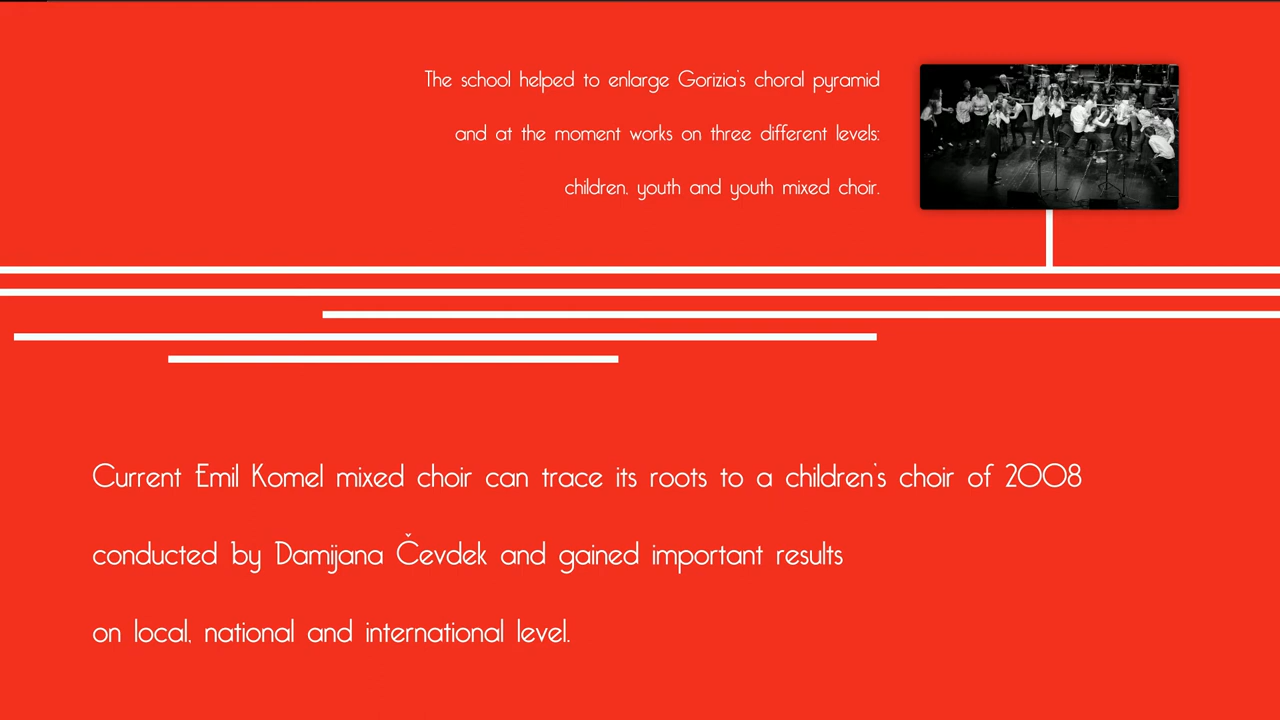 The school helped to enlarge Gorizia's choral pyramid
and at the moment works on three different levels:
children, youth and youth mixed choir.
Current Emil Komel mixed choir can trace its roots to a children's choir of 2008
conducted by Damijana Čevdek and gained important results
on local, national and international level.